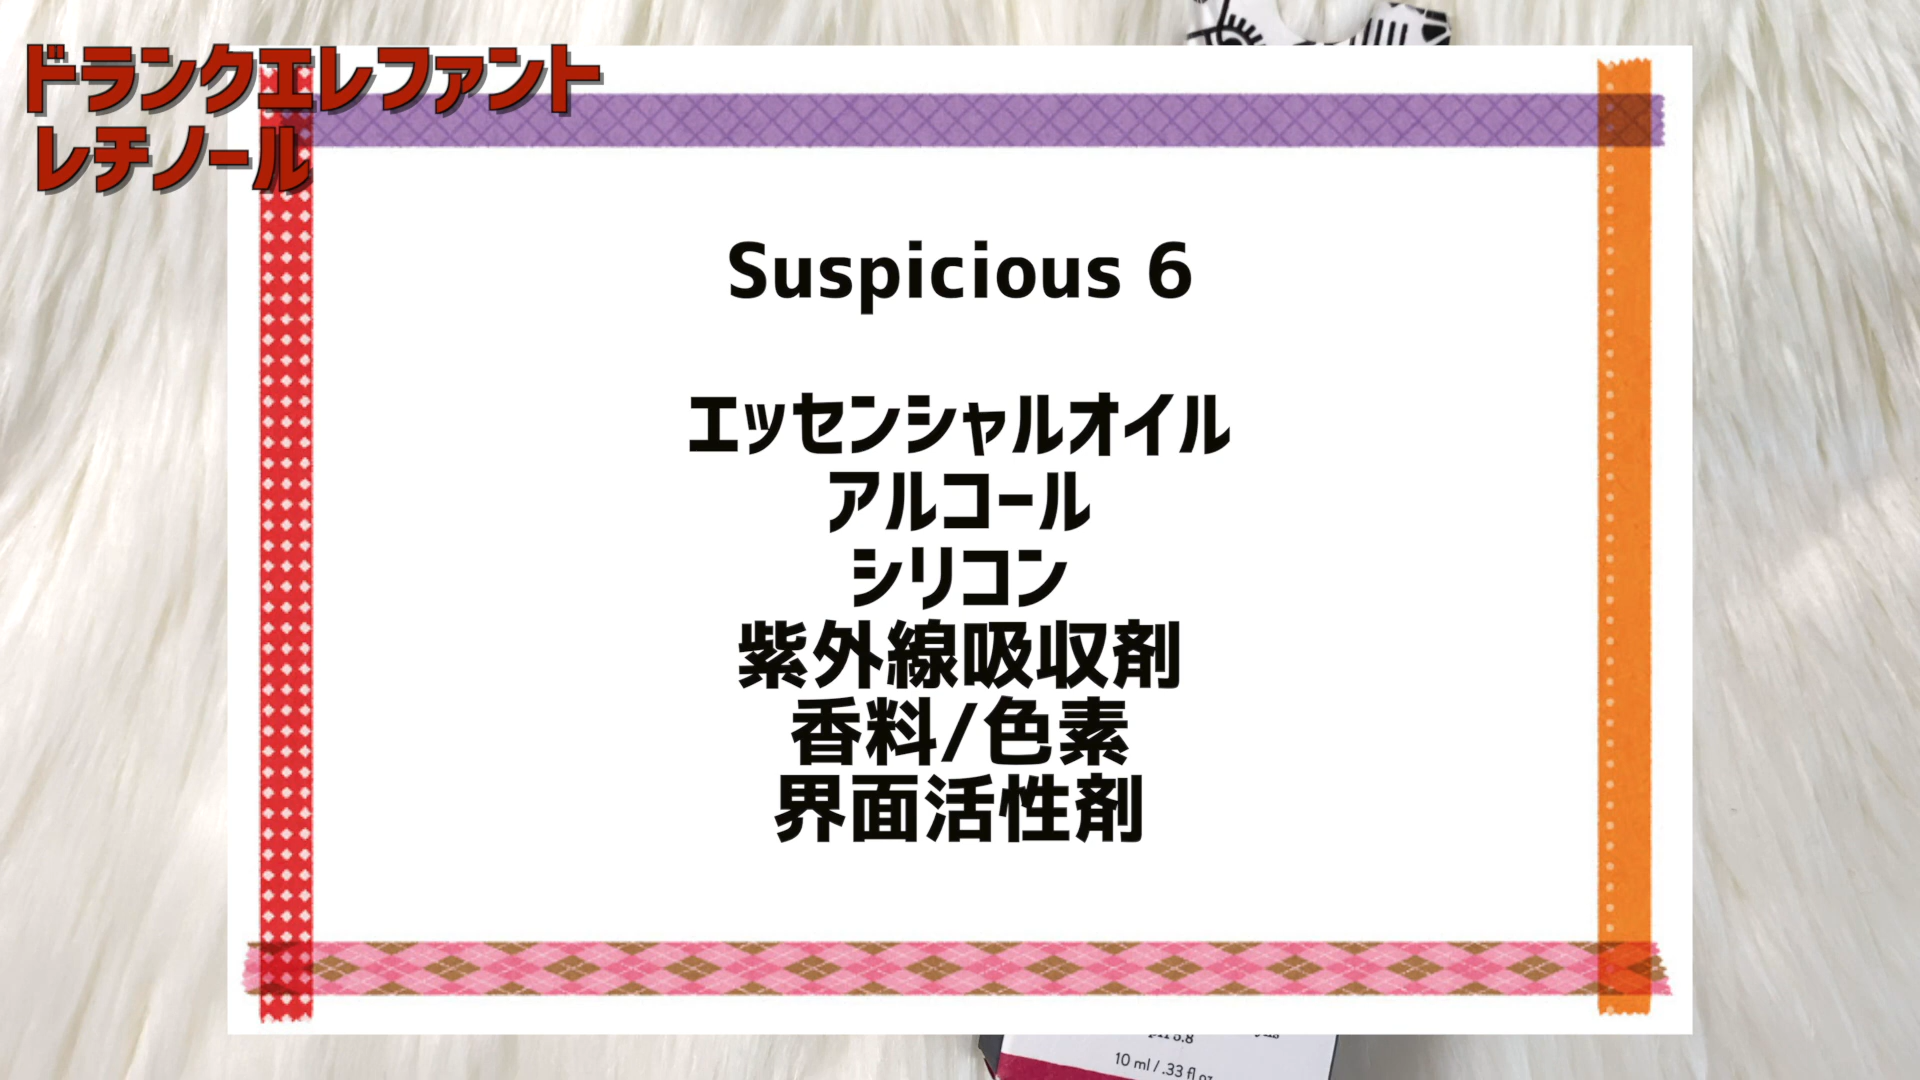 ドランクエレファント
レチノール
Suspicious 6
エッセンシャルオイル
アルコール
シリコン
紫外線吸収剤
香料/色素
界面活性剤
10 ml / .33 fl oz